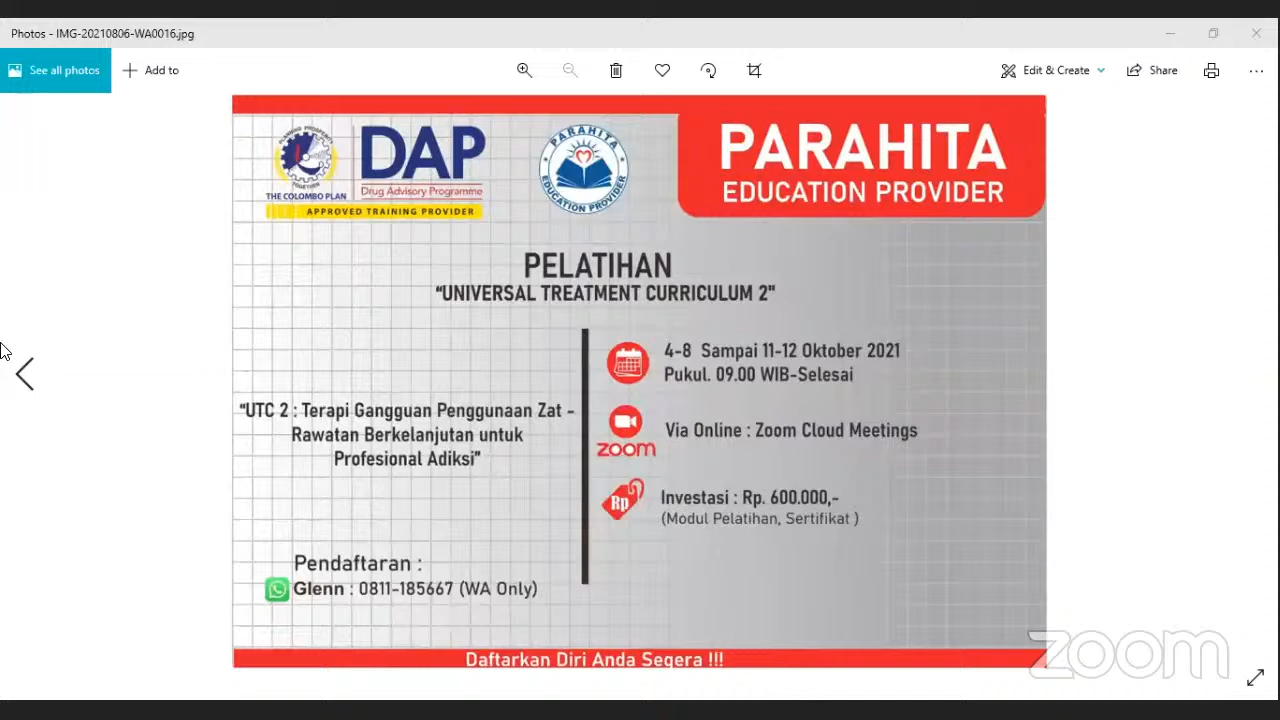 Photos - IMG-20210806-WA0016.jpg
See all photos
Add to
Edit & Create
Share
PLANNING PROSPERITY
TOGETHER
THE COLOMBO PLAN
DAP
Drug Advisory Programme
APPROVED TRAINING PROVIDER
PARAHITA
EDUCATION PROVIDER
PARAHITA
EDUCATION PROVIDER
PELATIHAN
“UNIVERSAL TREATMENT CURRICULUM 2"
“UTC 2 : Terapi Gangguan Penggunaan Zat -
Rawatan Berkelanjutan untuk
Profesional Adiksi”
4-8 Sampai 11-12 Oktober 2021
Pukul. 09.00 WIB-Selesai
zoom
Via Online : Zoom Cloud Meetings
Rp
Investasi : Rp. 600.000,-
(Modul Pelatihan, Sertifikat )
Pendaftaran :
Glenn : 0811-185667 (WA Only)
Daftarkan Diri Anda Segera !!!
zoom